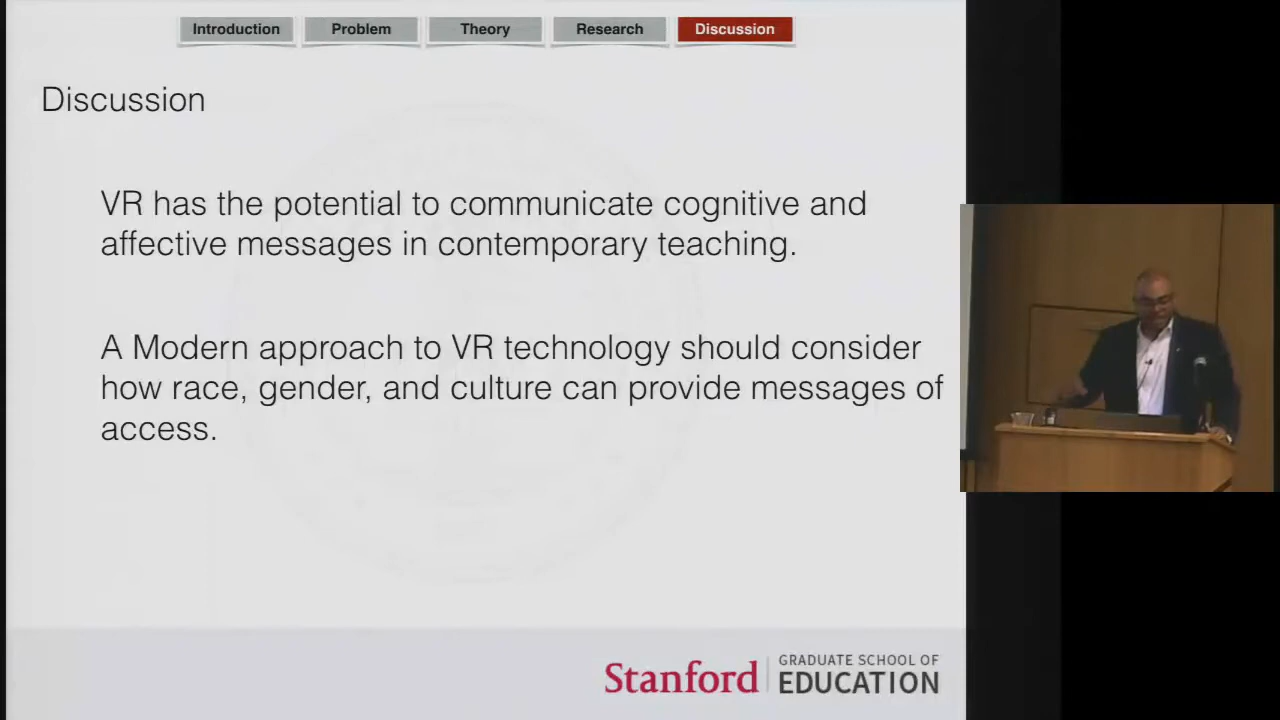 Introduction
Problem
Theory
Research
Discussion
Discussion
VR has the potential to communicate cognitive and
affective messages in contemporary teaching.
A Modern approach to VR technology should consider
how race, gender, and culture can provide messages of
access.
Stanford
GRADUATE SCHOOL OF
EDUCATION